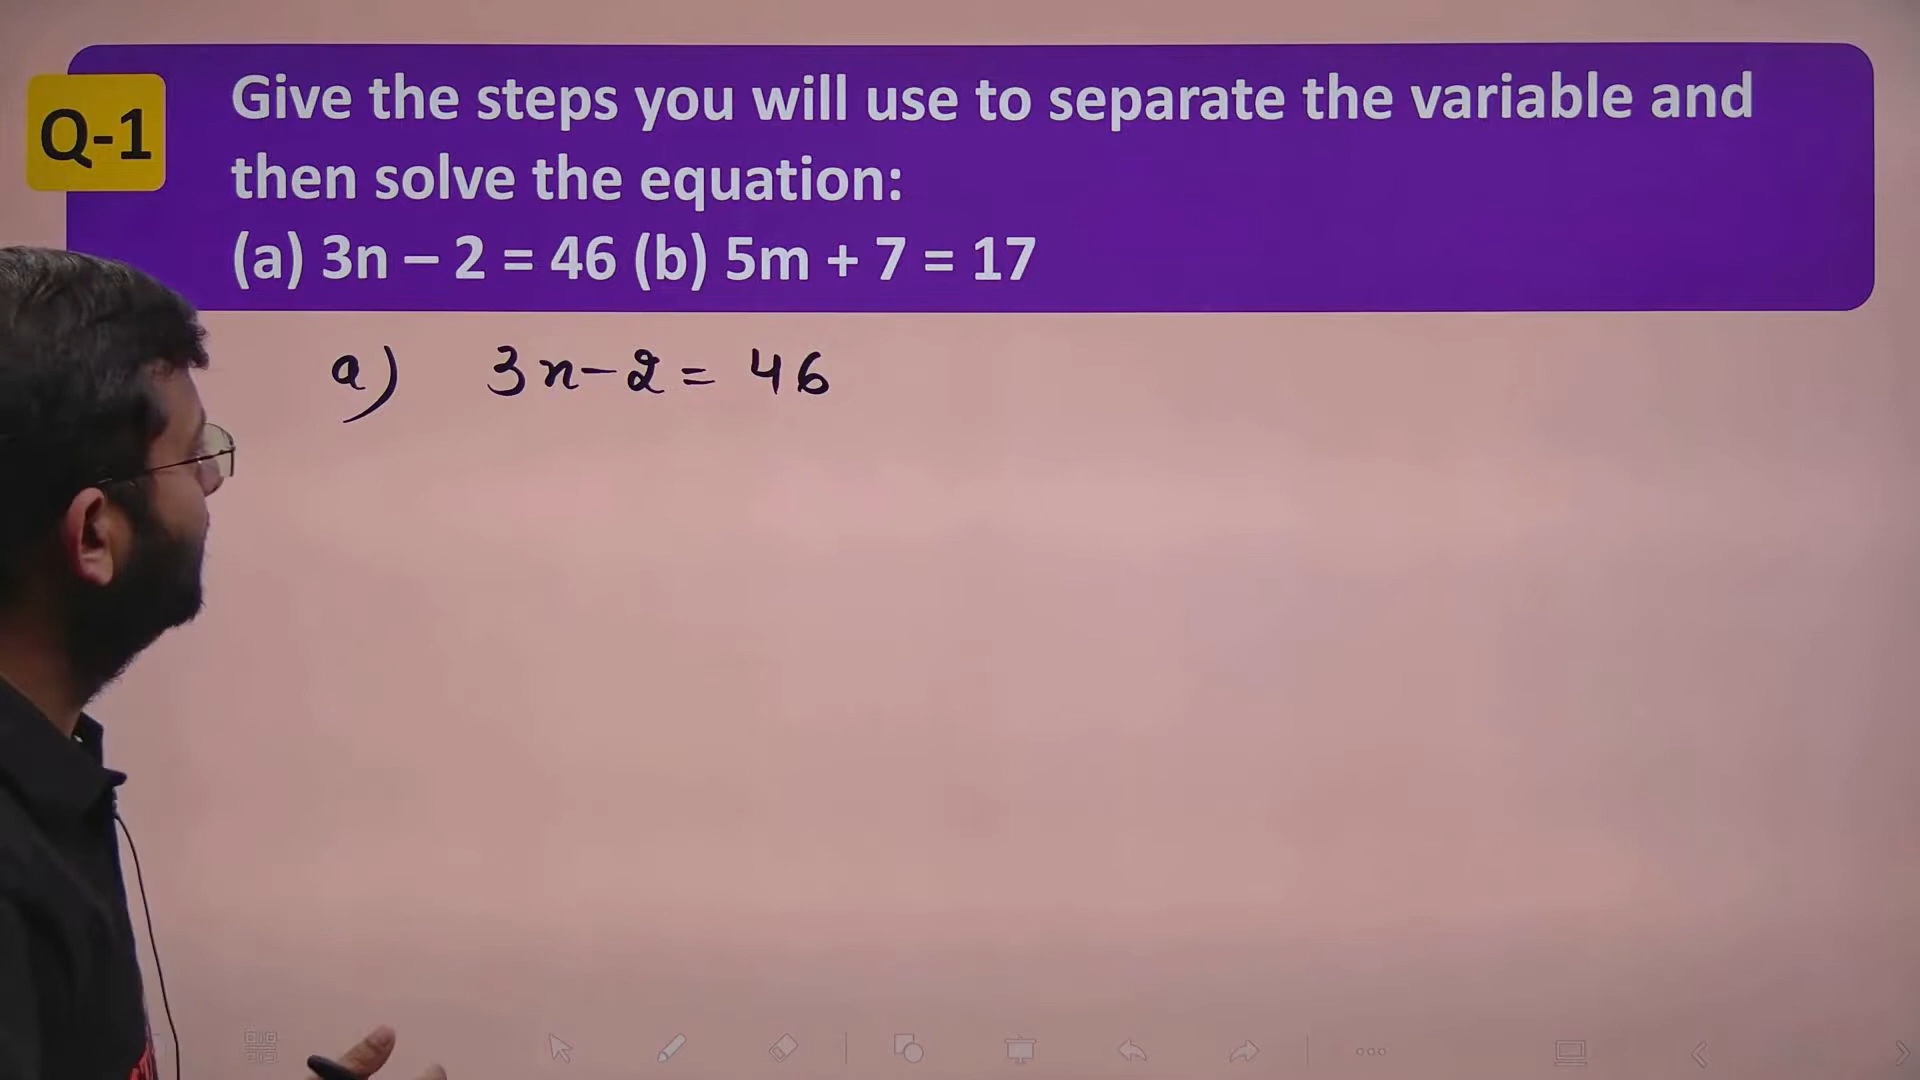 Q-1
Give the steps you will use to separate the variable and
then solve the equation:
(a) 3n – 2 = 46 (b) 5m + 7 = 17
a) 3n-2 = 46